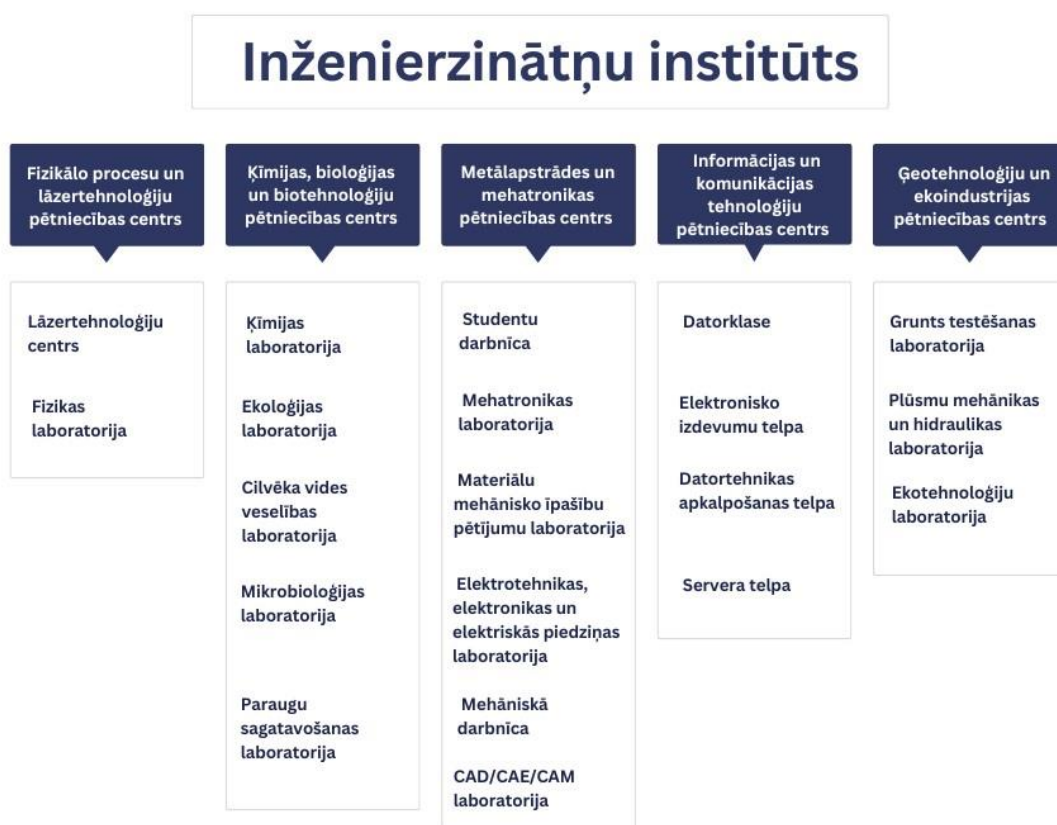 Inženierzinātņu institūts
Fizikālo procesu un
lāzertehnoloģiju
pētniecības centrs
Lāzertehnoloģiju
centrs
Fizikas
laboratorija
Ķīmijas, bioloģijas
un biotehnoloģiju
pētniecības centrs
Ķīmijas
laboratorija
Ekoloģijas
laboratorija
Cilvēka vides
veselības
laboratorija
Mikrobioloģijas
laboratorija
Paraugu
sagatavošanas
laboratorija
Metālapstrādes un
mehatronikas
pētniecības centrs
Studentu
darbnīca
Mehatronikas
laboratorija
Materiālu
mehānisko īpašību
pētījumu laboratorija
Elektrotehnikas,
elektronikas un
elektriskās piedziņas
laboratorija
Mehāniskā
darbnīca
CAD/CAE/CAM
laboratorija
Informācijas un
komunikācijas
tehnoloģiju
pētniecības centrs
Datorklase
Elektronisko
izdevumu telpa
Datortehnikas
apkalpošanas telpa
Servera telpa
Ģeotehnoloģiju un
ekoindustrijas
pētniecības centrs
Grunts testēšanas
laboratorija
Plūsmu mehānikas
un hidraulikas
laboratorija
Ekotehnoloģiju
laboratorija